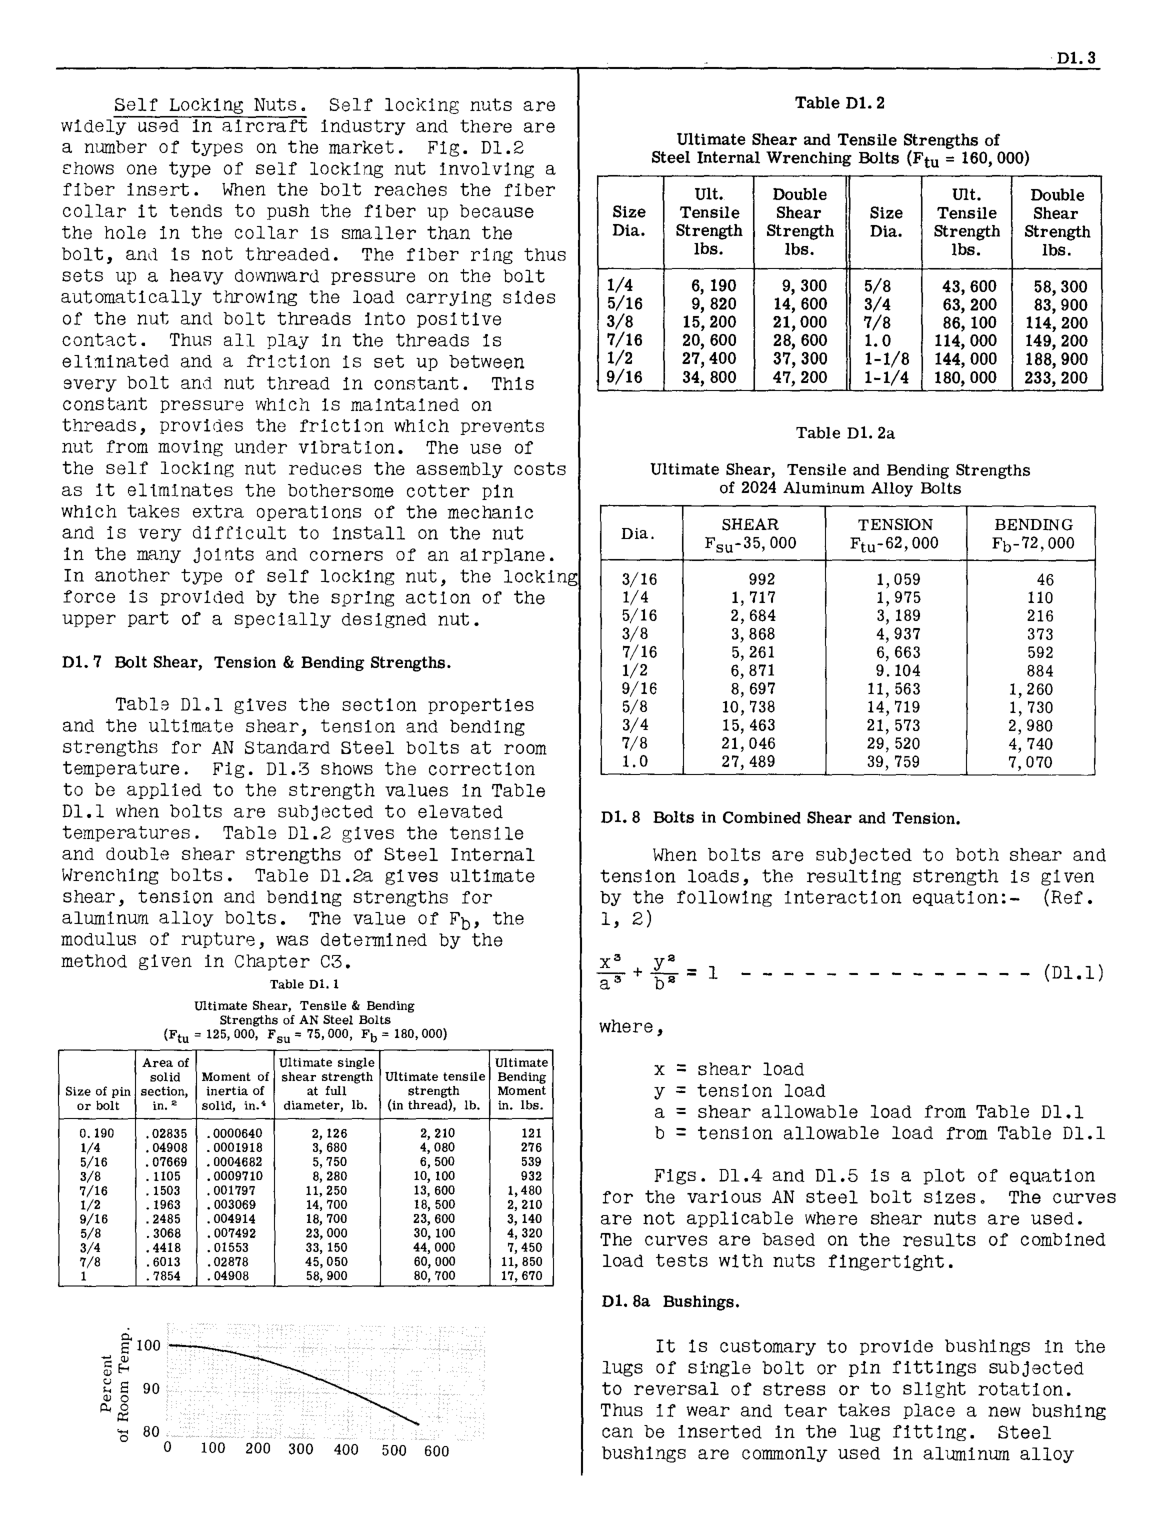 D1.3
Self Locking Nuts. Self locking nuts are
widely used in aircraft industry and there are
a number of types on the market. Fig. D1.2
shows one type of self locking nut involving a
fiber insert. When the bolt reaches the fiber
collar it tends to push the fiber up because
the hole in the collar is smaller than the
bolt, and is not threaded. The fiber ring thus
sets up a heavy downward pressure on the bolt
automatically throwing the load carrying sides
of the nut and bolt threads into positive
contact. Thus all play in the threads is
eliminated and a friction is set up between
every bolt and nut thread in constant. This
constant pressure which is maintained on
threads, provides the friction which prevents
nut from moving under vibration. The use of
the self locking nut reduces the assembly costs
as it eliminates the bothersome cotter pin
which takes extra operations of the mechanic
and is very difficult to install on the nut
in the many joints and corners of an airplane.
In another type of self locking nut, the locking
force is provided by the spring action of the
upper part of a specially designed nut.
D1.7 Bolt Shear, Tension & Bending Strengths.
Table D1.1 gives the section properties
and the ultimate shear, tension and bending
strengths for AN Standard Steel bolts at room
temperature. Fig. D1.3 shows the correction
to be applied to the strength values in Table
D1.1 when bolts are subjected to elevated
temperatures. Table D1.2 gives the tensile
and double shear strengths of Steel Internal
Wrenching bolts. Table D1.2a gives ultimate
shear, tension and bending strengths for
aluminum alloy bolts. The value of Fb, the
modulus of rupture, was determined by the
method given in Chapter C3.
Table D1.1
Ultimate Shear, Tensile & Bending
Strengths of AN Steel Bolts
(Ftu = 125,000, Fsu = 75,000, Fb = 180,000)
Size of pin or bolt | Area of solid section, in.² | Moment of inertia of solid, in.⁴ | Ultimate single shear strength at full diameter, lb. | Ultimate tensile strength (in thread), lb. | Ultimate Bending Moment in. lbs.
0.190 .02835 .0000640 2,126 2,210 121
1/4 .04908 .0001918 3,680 4,080 276
5/16 .07669 .0004682 5,750 6,500 539
3/8 .1105 .0009710 8,280 10,100 932
7/16 .1503 .001797 11,250 13,600 1,480
1/2 .1963 .003069 14,700 18,500 2,210
9/16 .2485 .004914 18,700 23,600 3,140
5/8 .3068 .007492 23,000 30,100 4,320
3/4 .4418 .01553 33,150 44,000 7,450
7/8 .6013 .02878 45,050 60,000 11,850
1 .7854 .04908 58,900 80,700 17,670
Percent
of Room Temp.
100
90
80
0 100 200 300 400 500 600
Table D1.2
Ultimate Shear and Tensile Strengths of
Steel Internal Wrenching Bolts (Ftu = 160,000)
Size Dia. | Ult. Tensile Strength lbs. | Double Shear Strength lbs. | Size Dia. | Ult. Tensile Strength lbs. | Double Shear Strength lbs.
1/4 6,190 9,300 5/8 43,600 58,300
5/16 9,820 14,600 3/4 63,200 83,900
3/8 15,200 21,000 7/8 86,100 114,200
7/16 20,600 28,600 1.0 114,000 149,200
1/2 27,400 37,300 1-1/8 144,000 188,900
9/16 34,800 47,200 1-1/4 180,000 233,200
Table D1.2a
Ultimate Shear, Tensile and Bending Strengths
of 2024 Aluminum Alloy Bolts
Dia. | SHEAR Fsu-35,000 | TENSION Ftu-62,000 | BENDING Fb-72,000
3/16 992 1,059 46
1/4 1,717 1,975 110
5/16 2,684 3,189 216
3/8 3,868 4,937 373
7/16 5,261 6,663 592
1/2 6,871 9.104 884
9/16 8,697 11,563 1,260
5/8 10,738 14,719 1,730
3/4 15,463 21,573 2,980
7/8 21,046 29,520 4,740
1.0 27,489 39,759 7,070
D1.8 Bolts in Combined Shear and Tension.
When bolts are subjected to both shear and
tension loads, the resulting strength is given
by the following interaction equation:- (Ref.
1, 2)
x³/a³ + y²/b² = 1 - - - - - - - - - - - - - - - (D1.1)
where,
x = shear load
y = tension load
a = shear allowable load from Table D1.1
b = tension allowable load from Table D1.1
Figs. D1.4 and D1.5 is a plot of equation
for the various AN steel bolt sizes. The curves
are not applicable where shear nuts are used.
The curves are based on the results of combined
load tests with nuts fingertight.
D1.8a Bushings.
It is customary to provide bushings in the
lugs of single bolt or pin fittings subjected
to reversal of stress or to slight rotation.
Thus if wear and tear takes place a new bushing
can be inserted in the lug fitting. Steel
bushings are commonly used in aluminum alloy